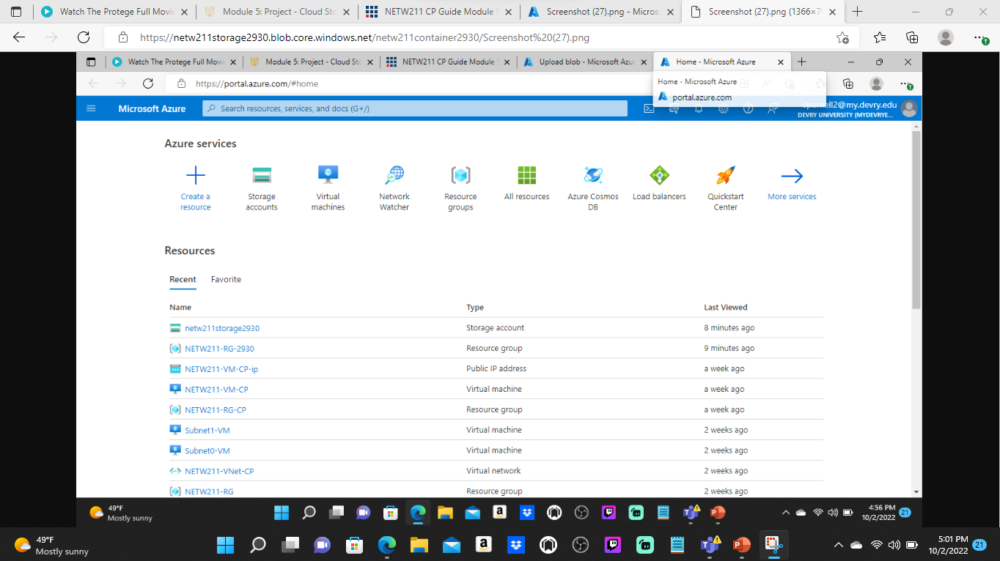 Watch The Protege Full Movi
Module 5: Project - Cloud Sto
NETW211 CP Guide Module
Screenshot (27).png - Micros
Screenshot (27).png (1366×7
https://netw211storage2930.blob.core.windows.net/netw211container2930/Screenshot%20(27).png
Watch The Protege Full Movi
Module 5: Project - Cloud Sto
NETW211 CP Guide Module
Upload blob - Microsoft Azur
Home - Microsoft Azure
https://portal.azure.com/#home
Home - Microsoft Azure
portal.azure.com
Microsoft Azure
Search resources, services, and docs (G+/)
DEVRY UNIVERSITY (MYDEVRYE...
Azure services
Create a resource
Storage accounts
Virtual machines
Network Watcher
Resource groups
All resources
Azure Cosmos DB
Load balancers
Quickstart Center
More services
Resources
Recent Favorite
Name Type Last Viewed
netw211storage2930 Storage account 8 minutes ago
NETW211-RG-2930 Resource group 9 minutes ago
NETW211-VM-CP-ip Public IP address a week ago
NETW211-VM-CP Virtual machine a week ago
NETW211-RG-CP Resource group a week ago
Subnet1-VM Virtual machine 2 weeks ago
Subnet0-VM Virtual machine 2 weeks ago
NETW211-VNet-CP Virtual network 2 weeks ago
NETW211-RG Resource group 2 weeks ago
49°F
Mostly sunny
4:56 PM
10/2/2022
21
49°F
Mostly sunny
5:01 PM
10/2/2022
21